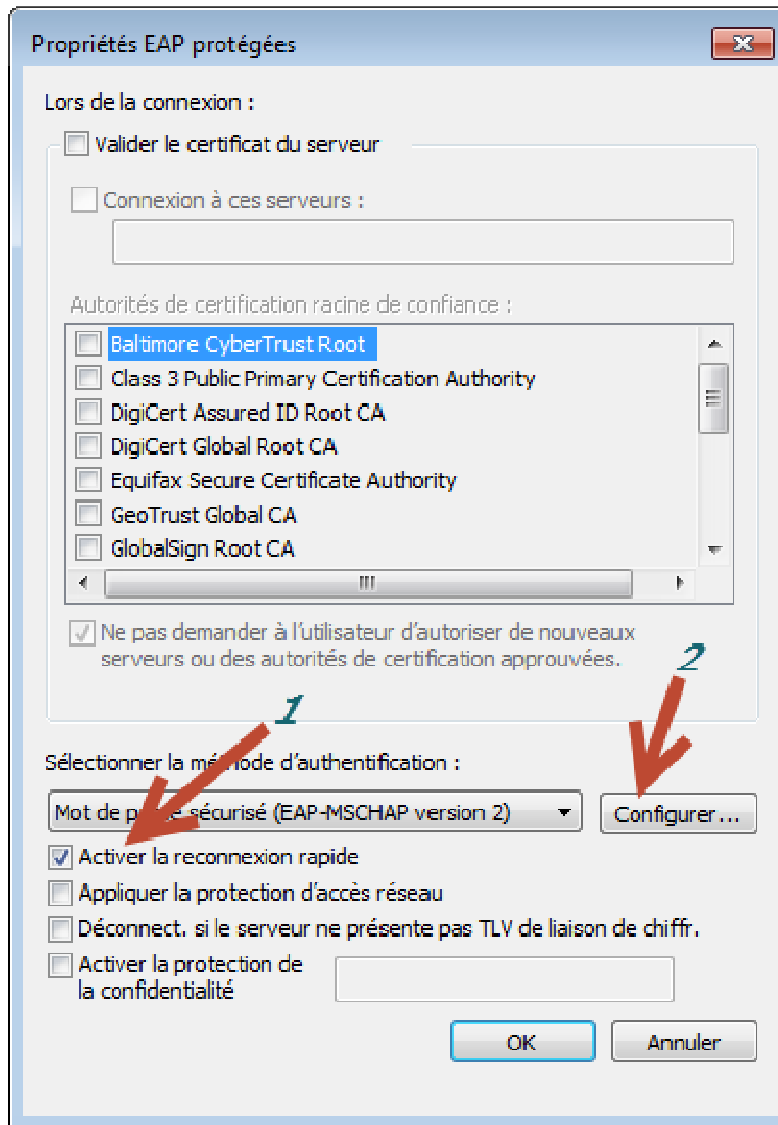 Propriétés EAP protégées
Lors de la connexion :
Valider le certificat du serveur
Connexion à ces serveurs :
Autorités de certification racine de confiance :
Baltimore CyberTrust Root
Class 3 Public Primary Certification Authority
DigiCert Assured ID Root CA
DigiCert Global Root CA
Equifax Secure Certificate Authority
GeoTrust Global CA
GlobalSign Root CA
Ne pas demander à l'utilisateur d'autoriser de nouveaux
serveurs ou des autorités de certification approuvées.
2
1
Sélectionner la méthode d'authentification :
Mot de passe sécurisé (EAP-MSCHAP version 2) Configurer...
Activer la reconnexion rapide
Appliquer la protection d'accès réseau
Déconnect. si le serveur ne présente pas TLV de liaison de chiffr.
Activer la protection de
la confidentialité
OK Annuler